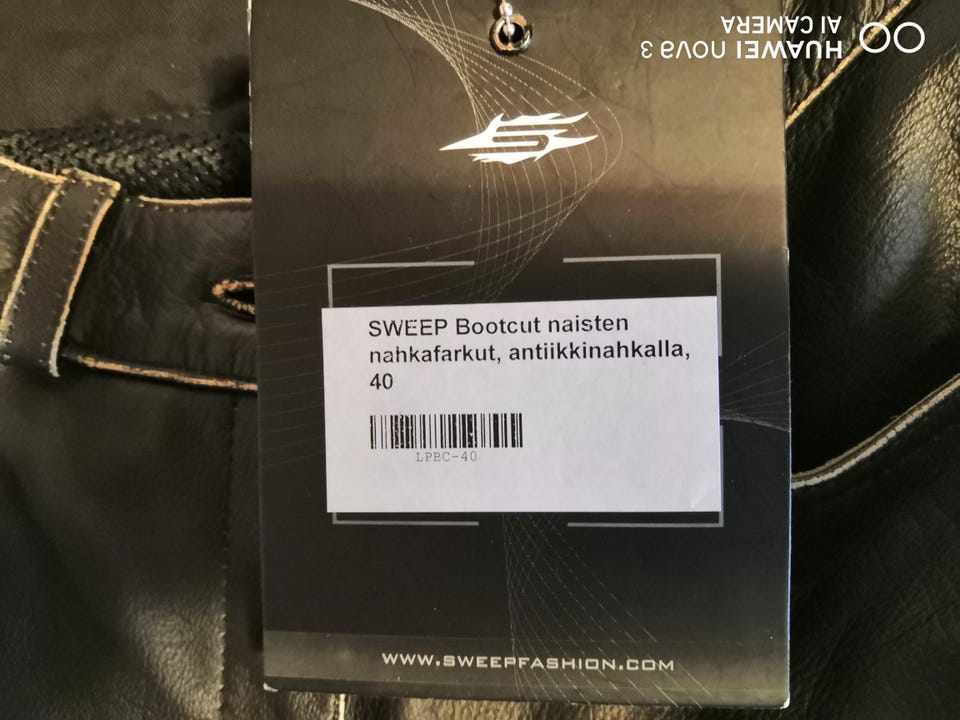 HUAWEI nova 3
AI CAMERA
SWEEP Bootcut naisten
nahkafarkut, antiikkinahkalla,
40
LPBC-40
WWW.SWEEPFASHION.COM